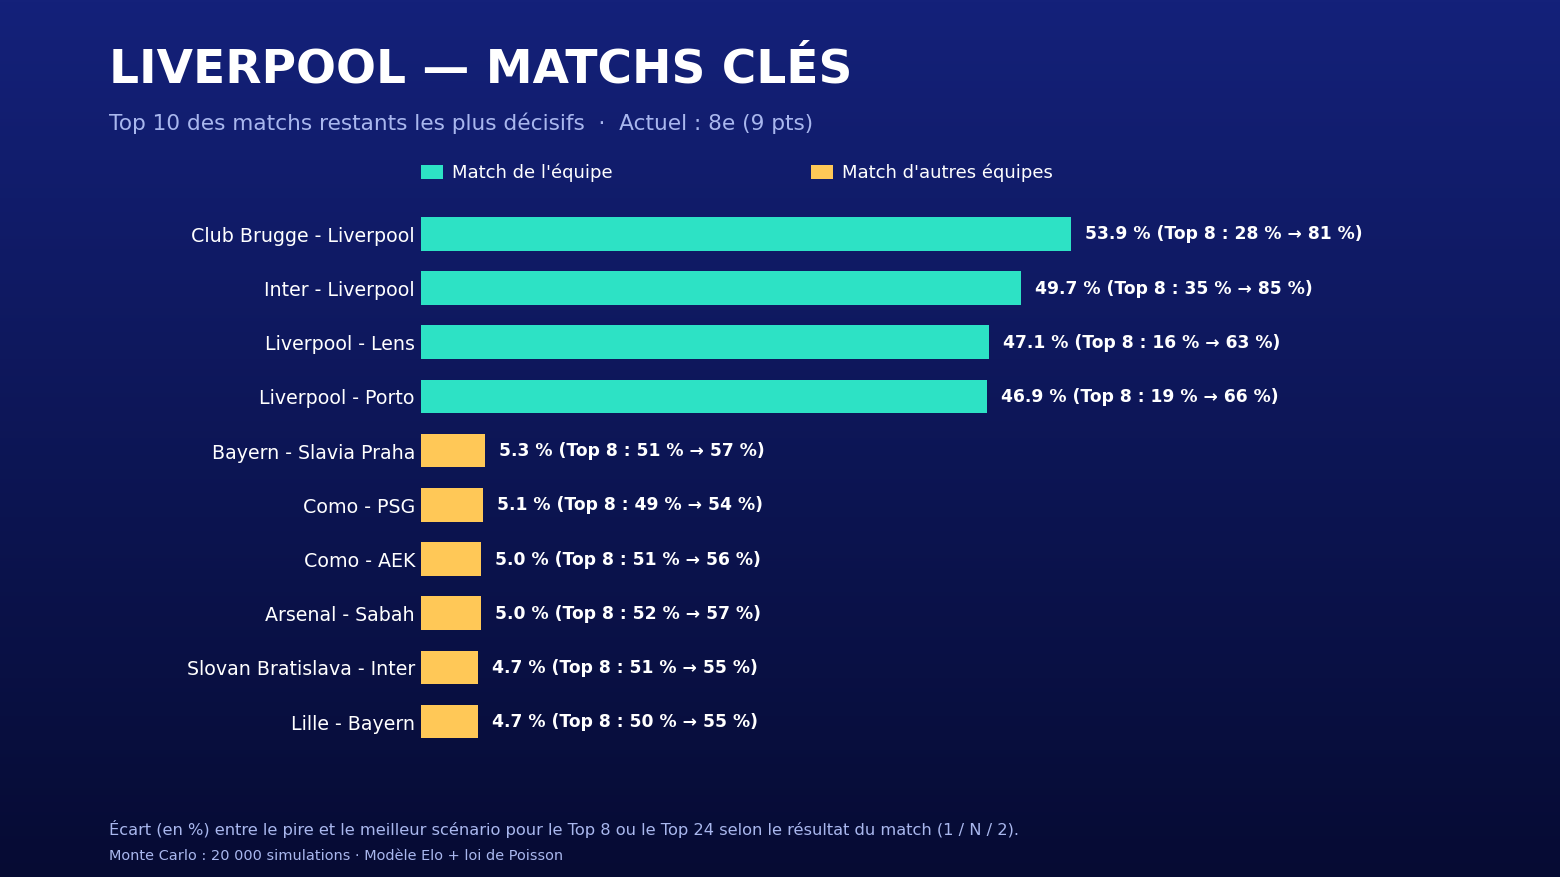 LIVERPOOL — MATCHS CLÉS
Top 10 des matchs restants les plus décisifs · Actuel : 8e (9 pts)
Match de l'équipe
Match d'autres équipes
Club Brugge - Liverpool 53.9 % (Top 8 : 28 % → 81 %)
Inter - Liverpool 49.7 % (Top 8 : 35 % → 85 %)
Liverpool - Lens 47.1 % (Top 8 : 16 % → 63 %)
Liverpool - Porto 46.9 % (Top 8 : 19 % → 66 %)
Bayern - Slavia Praha 5.3 % (Top 8 : 51 % → 57 %)
Como - PSG 5.1 % (Top 8 : 49 % → 54 %)
Como - AEK 5.0 % (Top 8 : 51 % → 56 %)
Arsenal - Sabah 5.0 % (Top 8 : 52 % → 57 %)
Slovan Bratislava - Inter 4.7 % (Top 8 : 51 % → 55 %)
Lille - Bayern 4.7 % (Top 8 : 50 % → 55 %)
Écart (en %) entre le pire et le meilleur scénario pour le Top 8 ou le Top 24 selon le résultat du match (1 / N / 2).
Monte Carlo : 20 000 simulations · Modèle Elo + loi de Poisson